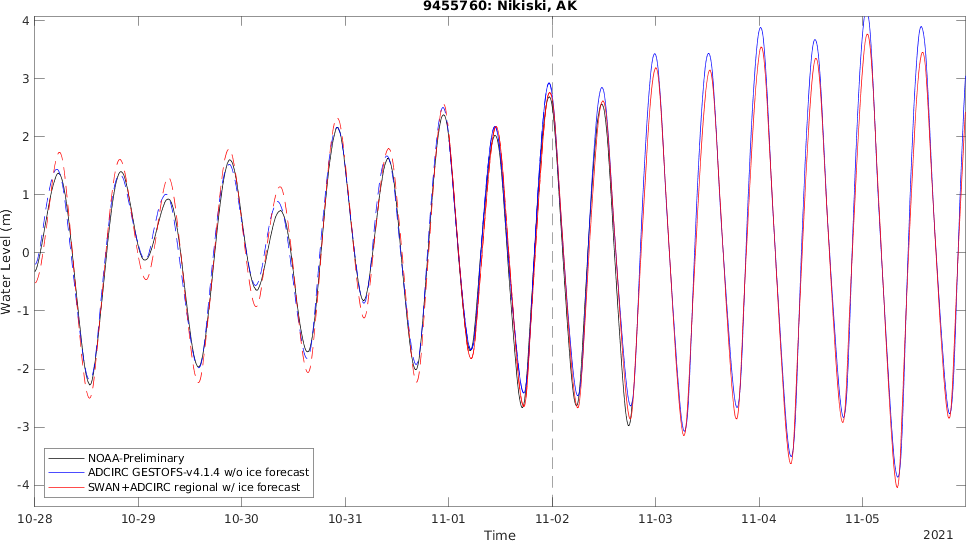 9455760: Nikiski, AK
4
3
2
1
0
-1
-2
-3
-4
Water Level (m)
NOAA-Preliminary
ADCIRC GESTOFS-v4.1.4 w/o ice forecast
SWAN+ADCIRC regional w/ ice forecast
10-28 10-29 10-30 10-31 11-01 11-02 11-03 11-04 11-05
Time
2021